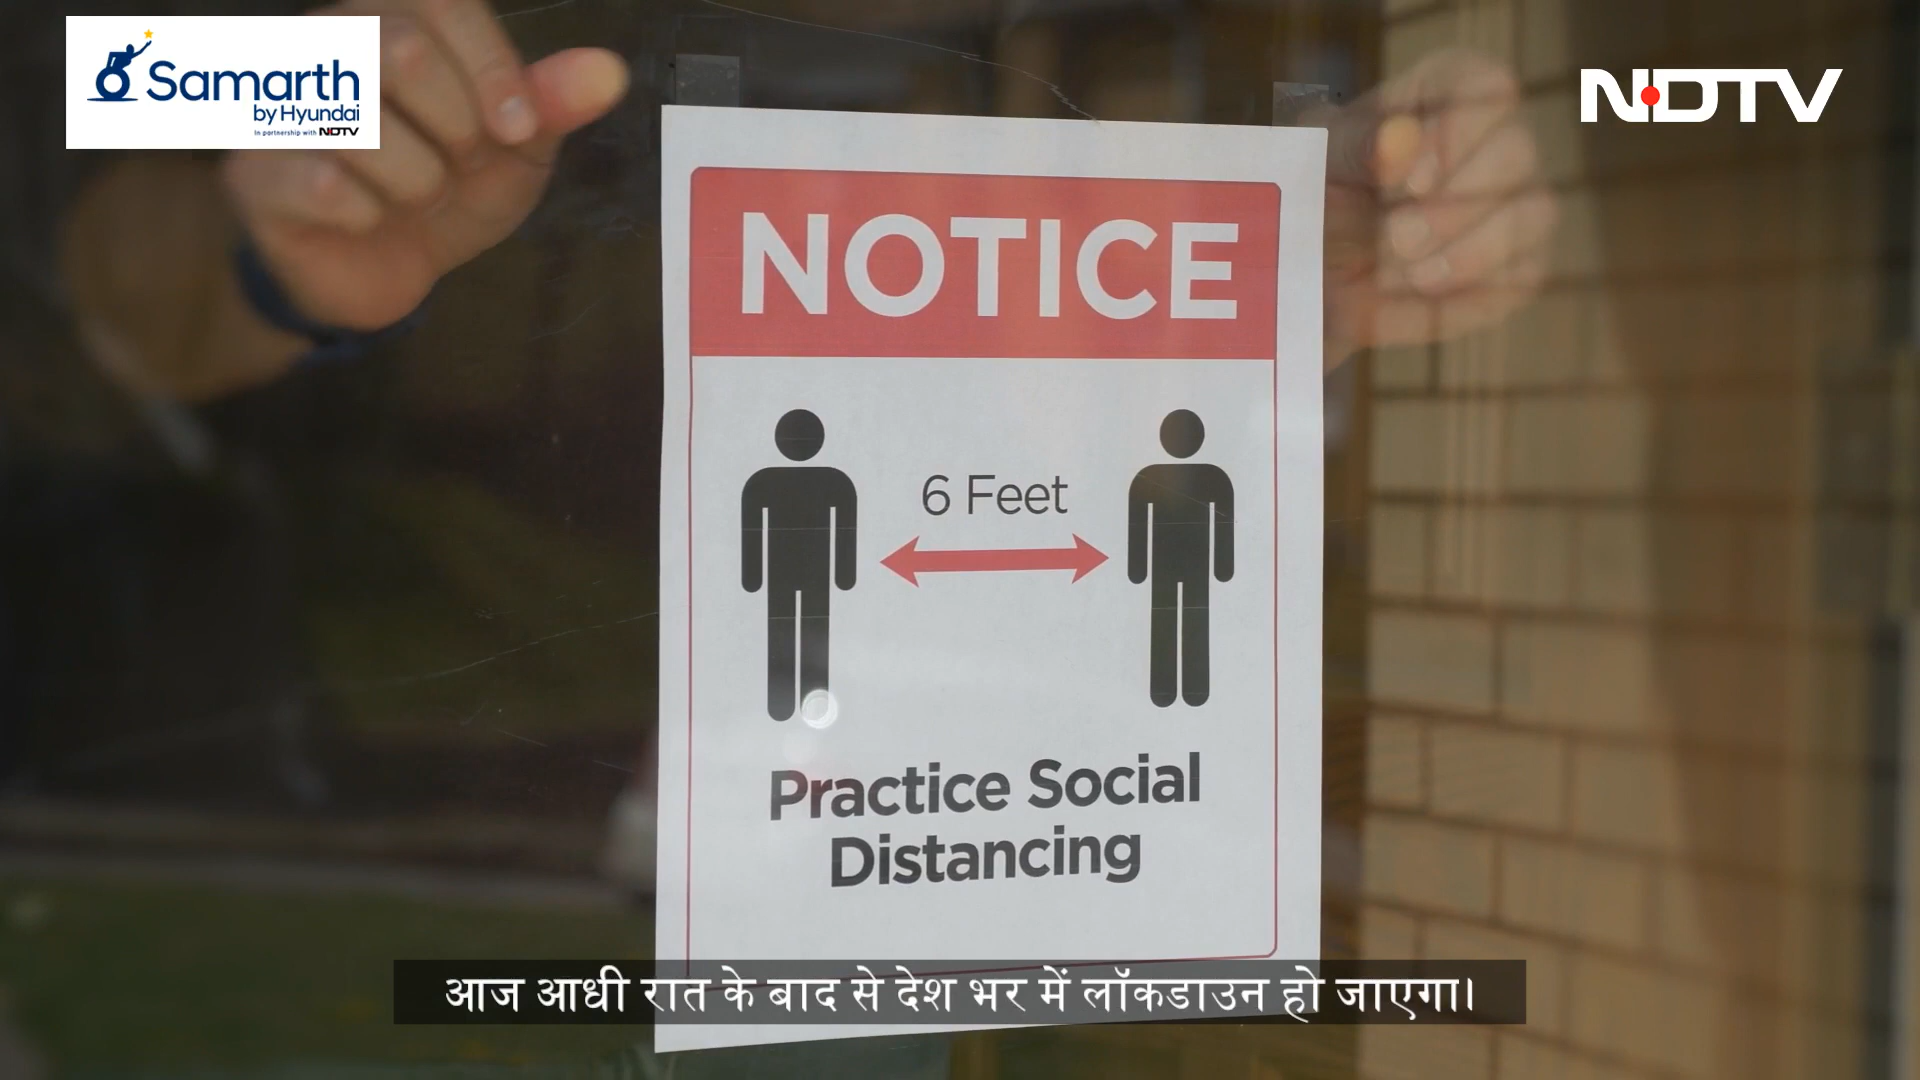 Samarth
by Hyundai
In partnership with NDTV
NDTV
NOTICE
6 Feet
Practice Social
Distancing
आज आधी रात के बाद से देश भर में लॉकडाउन हो जाएगा।